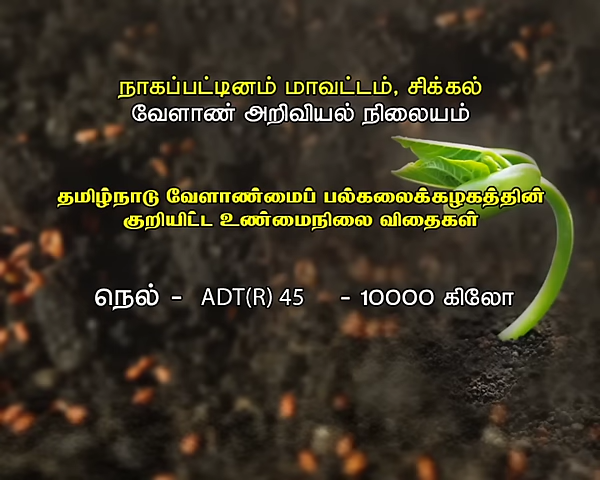 நாகப்பட்டினம் மாவட்டம், சிக்கல்
வேளாண் அறிவியல் நிலையம்
தமிழ்நாடு வேளாண்மைப் பல்கலைக்கழகத்தின்
குறியிட்ட உண்மைநிலை விதைகள்
நெல் - ADT(R) 45 - 10000 கிலோ